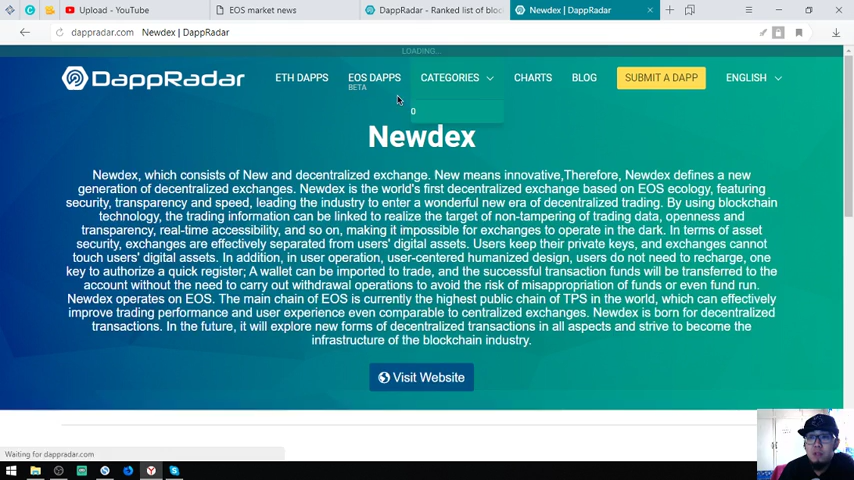 Upload - YouTube
EOS market news
DappRadar - Ranked list of bloc
Newdex | DappRadar
dappradar.com Newdex | DappRadar
LOADING...
DappRadar
ETH DAPPS
EOS DAPPS
BETA
CATEGORIES
CHARTS
BLOG
SUBMIT A DAPP
ENGLISH
0
Newdex
Newdex, which consists of New and decentralized exchange. New means innovative,Therefore, Newdex defines a new
generation of decentralized exchanges. Newdex is the world's first decentralized exchange based on EOS ecology, featuring
security, transparency and speed, leading the industry to enter a wonderful new era of decentralized trading. By using blockchain
technology, the trading information can be linked to realize the target of non-tampering of trading data, openness and
transparency, real-time accessibility, and so on, making it impossible for exchanges to operate in the dark. In terms of asset
security, exchanges are effectively separated from users' digital assets. Users keep their private keys, and exchanges cannot
touch users' digital assets. In addition, in user operation, user-centered humanized design, users do not need to recharge, one
key to authorize a quick register; A wallet can be imported to trade, and the successful transaction funds will be transferred to the
account without the need to carry out withdrawal operations to avoid the risk of misappropriation of funds or even fund run.
Newdex operates on EOS. The main chain of EOS is currently the highest public chain of TPS in the world, which can effectively
improve trading performance and user experience even comparable to centralized exchanges. Newdex is born for decentralized
transactions. In the future, it will explore new forms of decentralized transactions in all aspects and strive to become the
infrastructure of the blockchain industry.
Visit Website
Waiting for dappradar.com